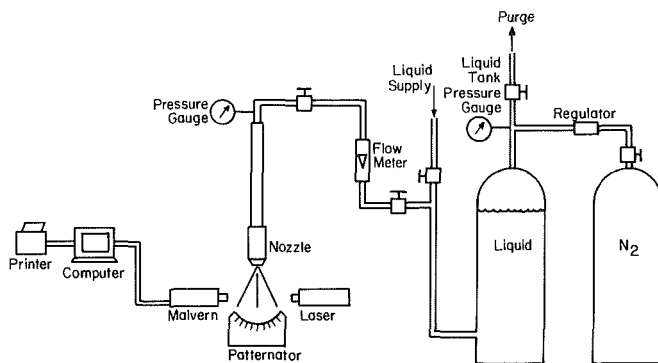 Purge
Liquid
Tank
Pressure
Gauge
Liquid
Supply
Regulator
Pressure
Gauge
Flow
Meter
Nozzle
Liquid
N2
Printer
Computer
Malvern
Laser
Patternator